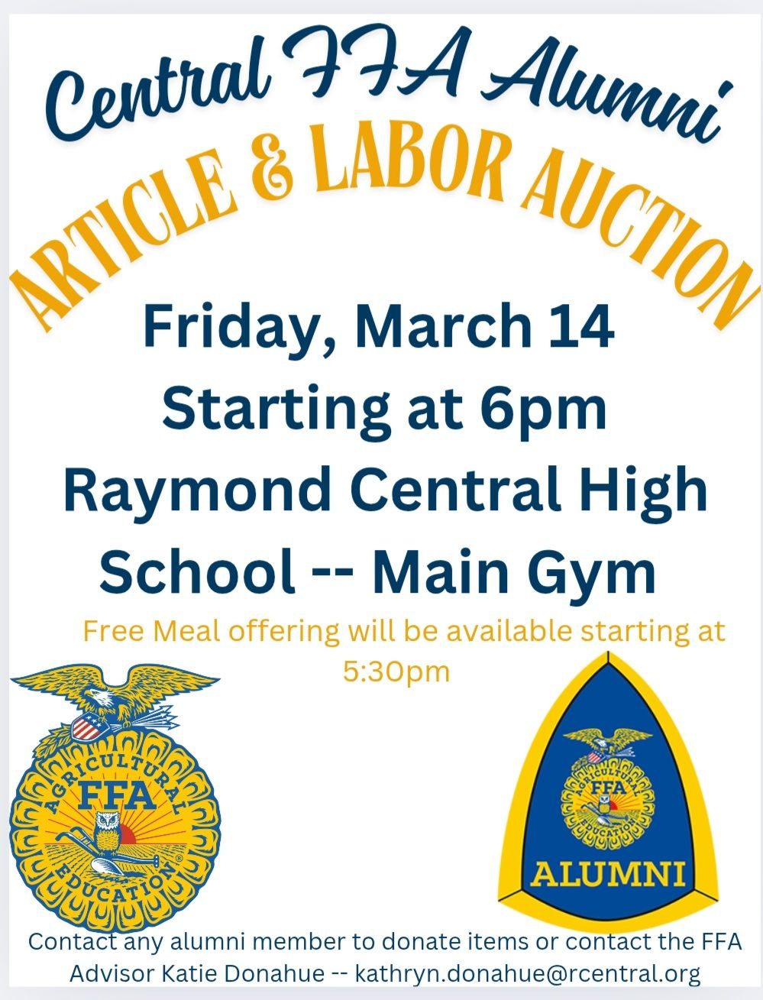 Central FFA Alumni
ARTICLE & LABOR AUCTION
Friday, March 14
Starting at 6pm
Raymond Central High
School -- Main Gym
Free Meal offering will be available starting at
5:30pm
AGRICULTURAL
FFA
EDUCATION®
AGRICULTURAL
FFA
EDUCATION
ALUMNI
Contact any alumni member to donate items or contact the FFA
Advisor Katie Donahue -- kathryn.donahue@rcentral.org